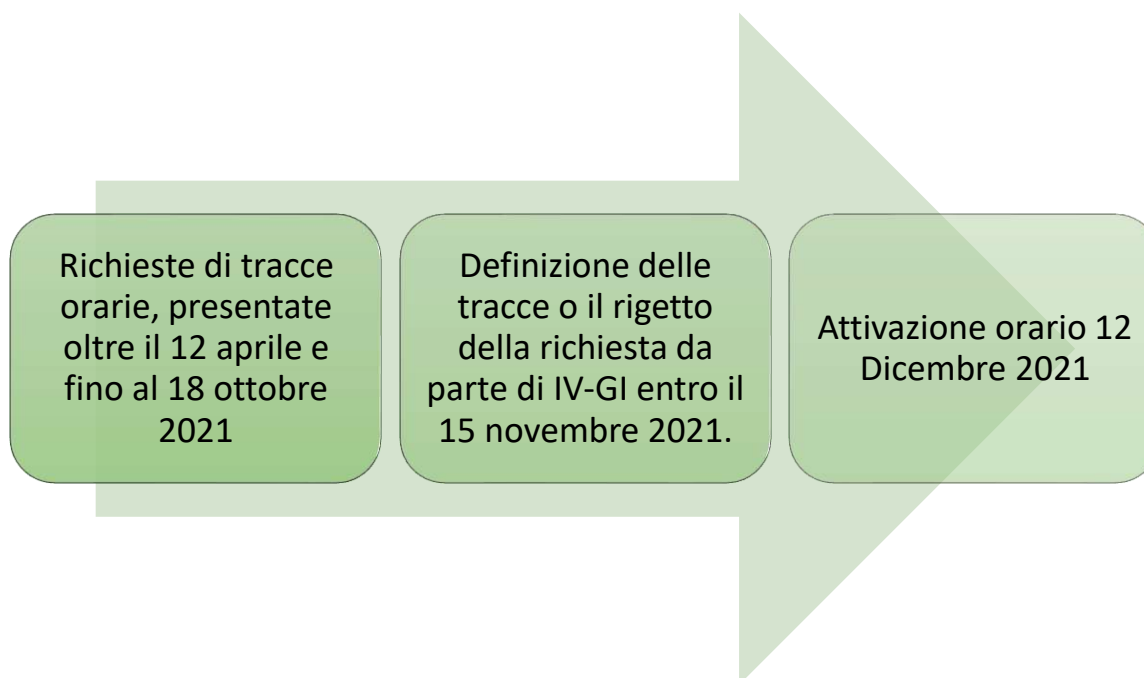 Richieste di tracce
orarie, presentate
oltre il 12 aprile e
fino al 18 ottobre
2021
Definizione delle
tracce o il rigetto
della richiesta da
parte di IV-GI entro il
15 novembre 2021.
Attivazione orario 12
Dicembre 2021